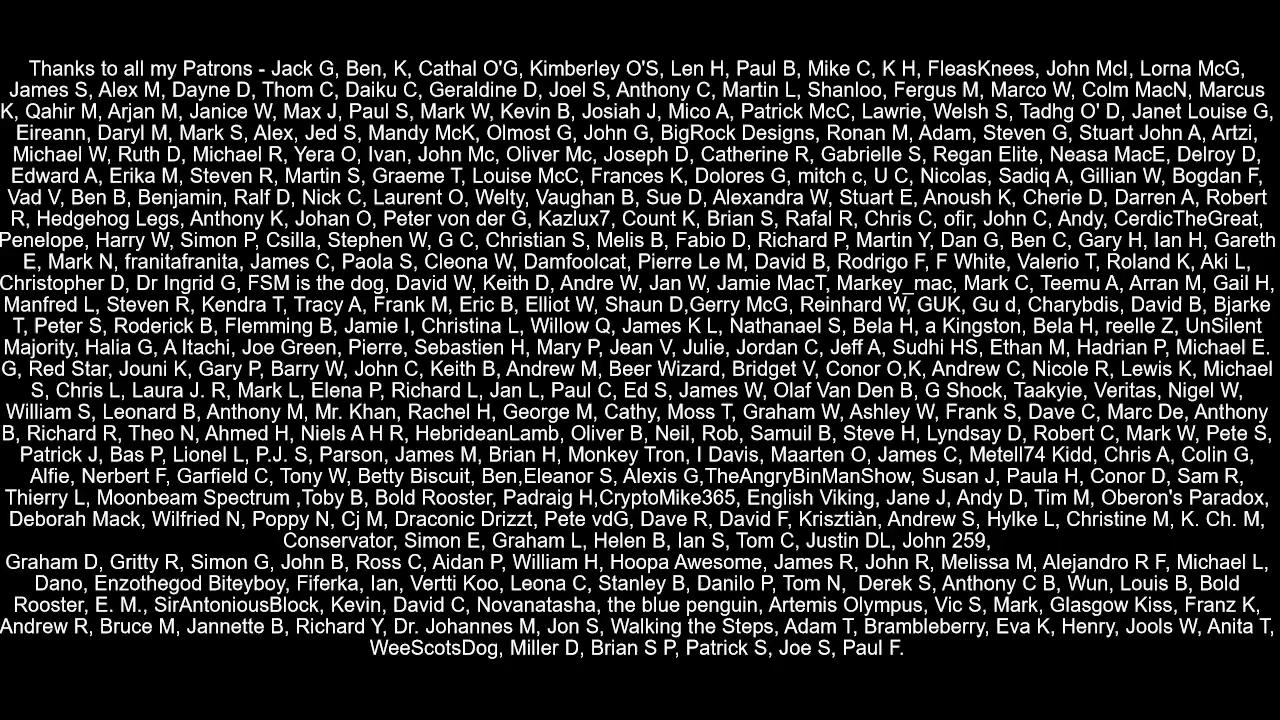 Thanks to all my Patrons - Jack G, Ben, K, Cathal O'G, Kimberley O'S, Len H, Paul B, Mike C, K H, FleasKnees, John McI, Lorna McG,
James S, Alex M, Dayne D, Thom C, Daiku C, Geraldine D, Joel S, Anthony C, Martin L, Shanloo, Fergus M, Marco W, Colm MacN, Marcus
K, Qahir M, Arjan M, Janice W, Max J, Paul S, Mark W, Kevin B, Josiah J, Mico A, Patrick McC, Lawrie, Welsh S, Tadhg O' D, Janet Louise G,
Eireann, Daryl M, Mark S, Alex, Jed S, Mandy McK, Olmost G, John G, BigRock Designs, Ronan M, Adam, Steven G, Stuart John A, Artzi,
Michael W, Ruth D, Michael R, Yera O, Ivan, John Mc, Oliver Mc, Joseph D, Catherine R, Gabrielle S, Regan Elite, Neasa MacE, Delroy D,
Edward A, Erika M, Steven R, Martin S, Graeme T, Louise McC, Frances K, Dolores G, mitch c, U C, Nicolas, Sadiq A, Gillian W, Bogdan F,
Vad V, Ben B, Benjamin, Ralf D, Nick C, Laurent O, Welty, Vaughan B, Sue D, Alexandra W, Stuart E, Anoush K, Cherie D, Darren A, Robert
R, Hedgehog Legs, Anthony K, Johan O, Peter von der G, Kazlux7, Count K, Brian S, Rafal R, Chris C, ofir, John C, Andy, CerdicTheGreat,
Penelope, Harry W, Simon P, Csilla, Stephen W, G C, Christian S, Melis B, Fabio D, Richard P, Martin Y, Dan G, Ben C, Gary H, Ian H, Gareth
E, Mark N, franitafranita, James C, Paola S, Cleona W, Damfoolcat, Pierre Le M, David B, Rodrigo F, F White, Valerio T, Roland K, Aki L,
Christopher D, Dr Ingrid G, FSM is the dog, David W, Keith D, Andre W, Jan W, Jamie MacT, Markey_mac, Mark C, Teemu A, Arran M, Gail H,
Manfred L, Steven R, Kendra T, Tracy A, Frank M, Eric B, Elliot W, Shaun D,Gerry McG, Reinhard W, GUK, Gu d, Charybdis, David B, Bjarke
T, Peter S, Roderick B, Flemming B, Jamie I, Christina L, Willow Q, James K L, Nathanael S, Bela H, a Kingston, Bela H, reelle Z, UnSilent
Majority, Halia G, A Itachi, Joe Green, Pierre, Sebastien H, Mary P, Jean V, Julie, Jordan C, Jeff A, Sudhi HS, Ethan M, Hadrian P, Michael E.
G, Red Star, Jouni K, Gary P, Barry W, John C, Keith B, Andrew M, Beer Wizard, Bridget V, Conor O,K, Andrew C, Nicole R, Lewis K, Michael
S, Chris L, Laura J. R, Mark L, Elena P, Richard L, Jan L, Paul C, Ed S, James W, Olaf Van Den B, G Shock, Taakyie, Veritas, Nigel W,
William S, Leonard B, Anthony M, Mr. Khan, Rachel H, George M, Cathy, Moss T, Graham W, Ashley W, Frank S, Dave C, Marc De, Anthony
B, Richard R, Theo N, Ahmed H, Niels A H R, HebrideanLamb, Oliver B, Neil, Rob, Samuil B, Steve H, Lyndsay D, Robert C, Mark W, Pete S,
Patrick J, Bas P, Lionel L, P.J. S, Parson, James M, Brian H, Monkey Tron, I Davis, Maarten O, James C, Metell74 Kidd, Chris A, Colin G,
Alfie, Nerbert F, Garfield C, Tony W, Betty Biscuit, Ben,Eleanor S, Alexis G,TheAngryBinManShow, Susan J, Paula H, Conor D, Sam R,
Thierry L, Moonbeam Spectrum ,Toby B, Bold Rooster, Padraig H,CryptoMike365, English Viking, Jane J, Andy D, Tim M, Oberon's Paradox,
Deborah Mack, Wilfried N, Poppy N, Cj M, Draconic Drizzt, Pete vdG, Dave R, David F, Krisztiàn, Andrew S, Hylke L, Christine M, K. Ch. M,
Conservator, Simon E, Graham L, Helen B, Ian S, Tom C, Justin DL, John 259,
Graham D, Gritty R, Simon G, John B, Ross C, Aidan P, William H, Hoopa Awesome, James R, John R, Melissa M, Alejandro R F, Michael L,
Dano, Enzothegod Biteyboy, Fiferka, Ian, Vertti Koo, Leona C, Stanley B, Danilo P, Tom N, Derek S, Anthony C B, Wun, Louis B, Bold
Rooster, E. M., SirAntoniousBlock, Kevin, David C, Novanatasha, the blue penguin, Artemis Olympus, Vic S, Mark, Glasgow Kiss, Franz K,
Andrew R, Bruce M, Jannette B, Richard Y, Dr. Johannes M, Jon S, Walking the Steps, Adam T, Brambleberry, Eva K, Henry, Jools W, Anita T,
WeeScotsDog, Miller D, Brian S P, Patrick S, Joe S, Paul F.